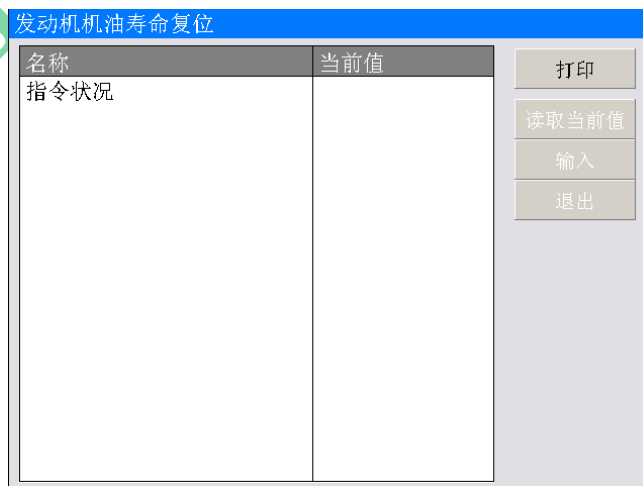 发动机机油寿命复位
名称 当前值
指令状况
打印
读取当前值
输入
退出